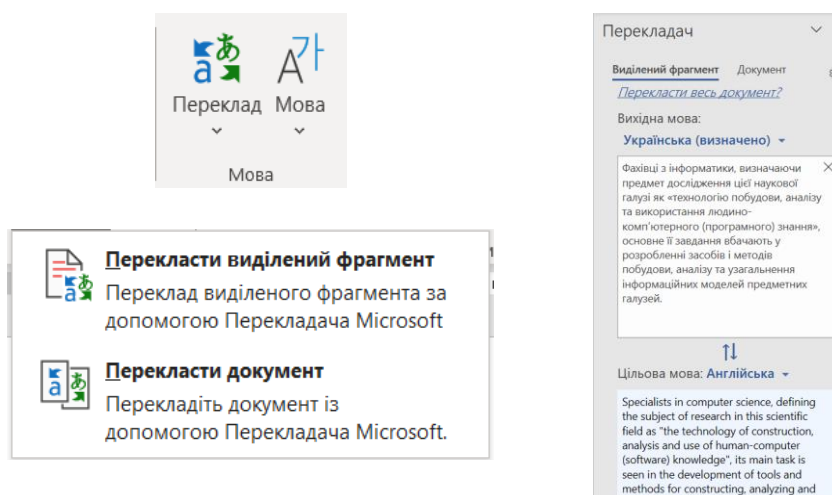 Переклад Мова
Мова
Перекласти виділений фрагмент
Переклад виділеного фрагмента за
допомогою Перекладача Microsoft
Перекласти документ
Перекладіть документ із
допомогою Перекладача Microsoft.
Перекладач
Виділений фрагмент Документ
Перекласти весь документ?
Вихідна мова:
Українська (визначено)
Фахівці з інформатики, визначаючи
предмет дослідження цієї наукової
галузі як «технологію побудови, аналізу
та використання людино-
комп'ютерного (програмного) знання»,
основне її завдання вбачають у
розробленні засобів і методів
побудови, аналізу та узагальнення
інформаційних моделей предметних
галузей.
Цільова мова: Англійська
Specialists in computer science, defining
the subject of research in this scientific
field as "the technology of construction,
analysis and use of human-computer
(software) knowledge", its main task is
seen in the development of tools and
methods for constructing, analyzing and